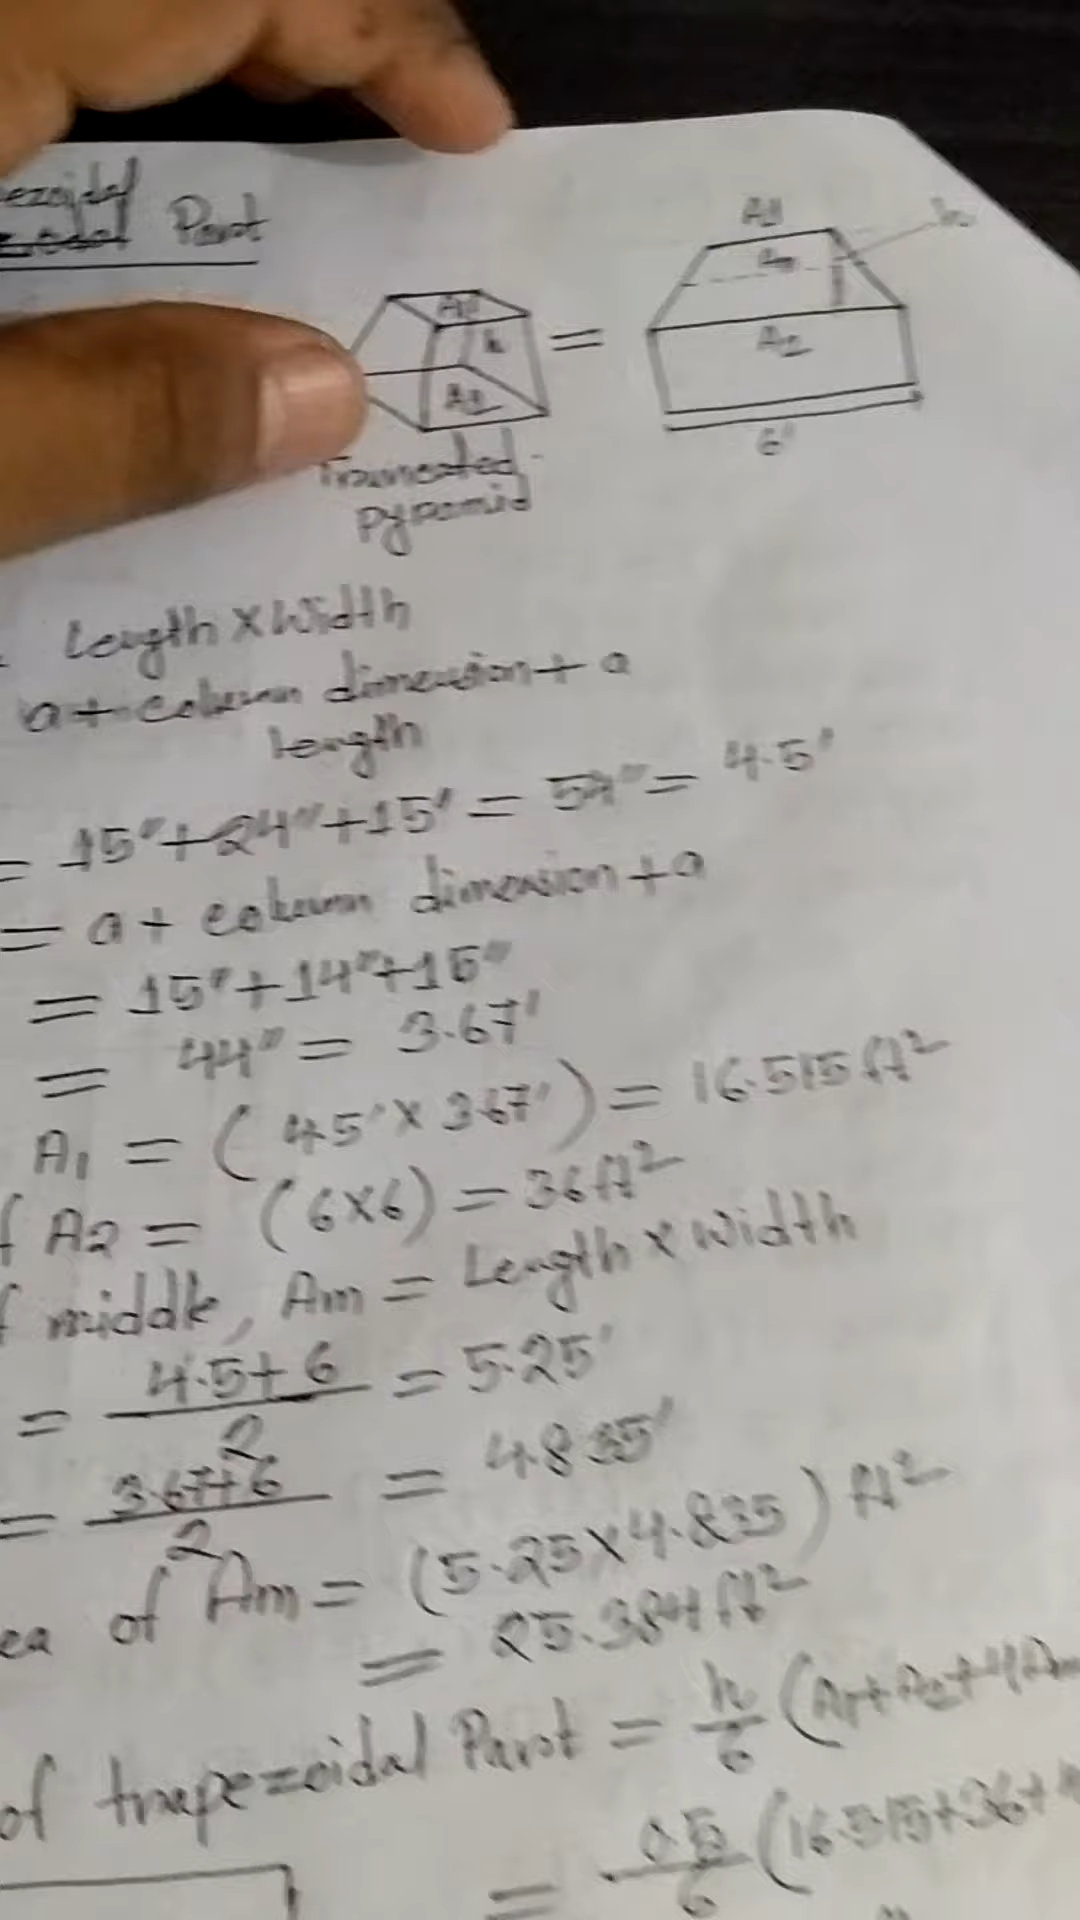 Part
A1
h
A1
Am
h
=
A2
A2
6'
Truncated
pyramid
Length x Width
a + column dimension + a
length
= 15" + 24" + 15" = 54" = 4.5'
= a + column dimension + a
= 15" + 14" + 15"
= 44" = 3.67'
A1 = ( 4.5' x 3.67' ) = 16.515 ft²
f A2 = (6x6) = 36 ft²
f middle, Am = Length x Width
= 4.5 + 6 / 2 = 5.25'
= 3.67+6 / 2 = 4.835'
ea of Am = (5.25 x 4.835) ft²
= 25.384 ft²
of trapezoidal Part = h/6 (A1+A2+4Am
= 0.5/6 (16.515+36+4